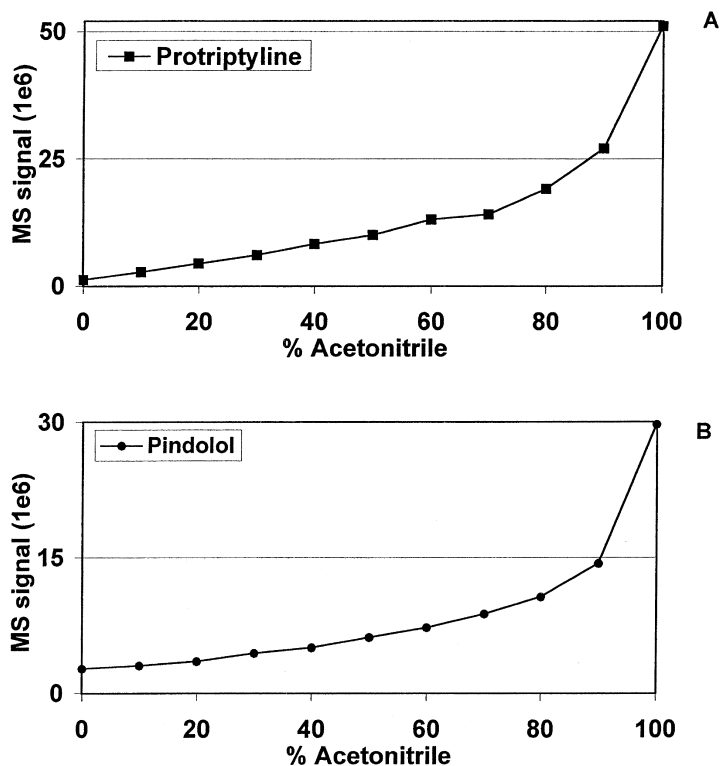 A
50
Protriptyline
MS signal (1e6)
25
0
0 20 40 60 80 100
% Acetonitrile
B
30
Pindolol
MS signal (1e6)
15
0
0 20 40 60 80 100
% Acetonitrile